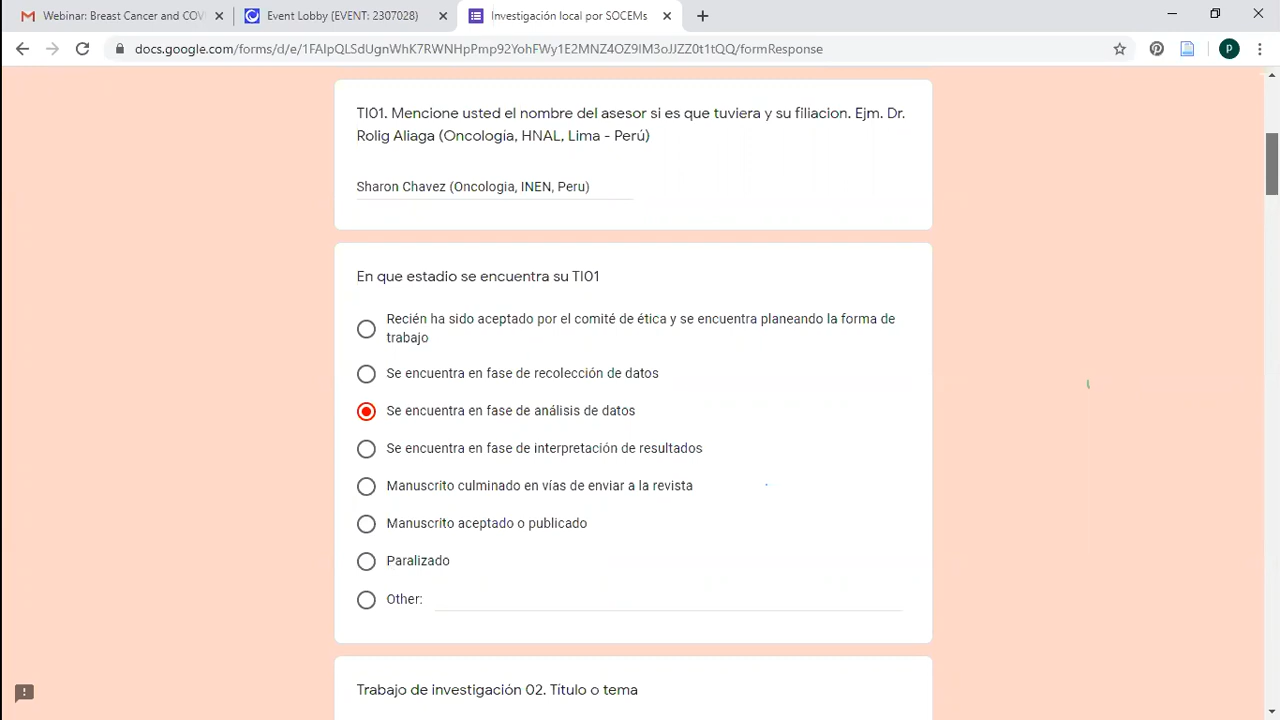 Webinar: Breast Cancer and COV
Event Lobby (EVENT: 2307028)
Investigación local por SOCEMs
docs.google.com/forms/d/e/1FAIpQLSdUgnWhK7RWNHpPmp92YohFWy1E2MNZ4OZ9IM3oJJZZ0t1tQQ/formResponse
P
TI01. Mencione usted el nombre del asesor si es que tuviera y su filiacion. Ejm. Dr.
Rolig Aliaga (Oncología, HNAL, Lima - Perú)
Sharon Chavez (Oncologia, INEN, Peru)
En que estadio se encuentra su TI01
Recién ha sido aceptado por el comité de ética y se encuentra planeando la forma de
trabajo
Se encuentra en fase de recolección de datos
Se encuentra en fase de análisis de datos
Se encuentra en fase de interpretación de resultados
Manuscrito culminado en vías de enviar a la revista
Manuscrito aceptado o publicado
Paralizado
Other:
Trabajo de investigación 02. Título o tema